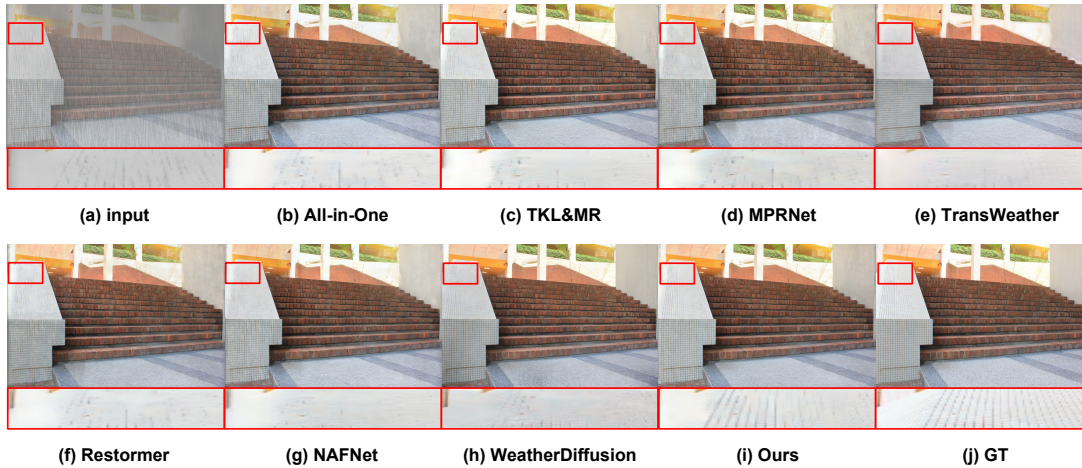 (a) input (b) All-in-One (c) TKL&MR (d) MPRNet (e) TransWeather
(f) Restormer (g) NAFNet (h) WeatherDiffusion (i) Ours (j) GT